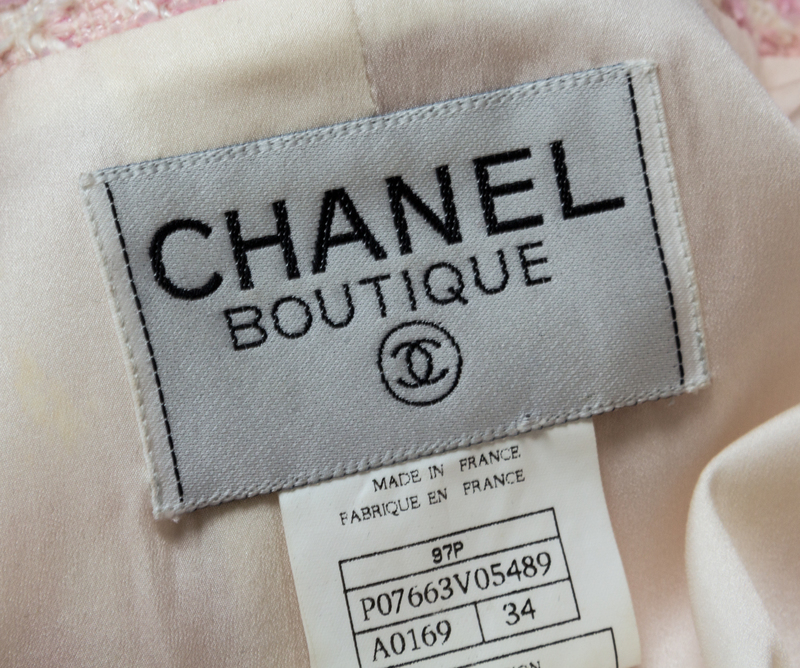 CHANEL
BOUTIQUE
MADE IN FRANCE
FABRIQUE EN FRANCE
97P
P07663V05489
A0169 34